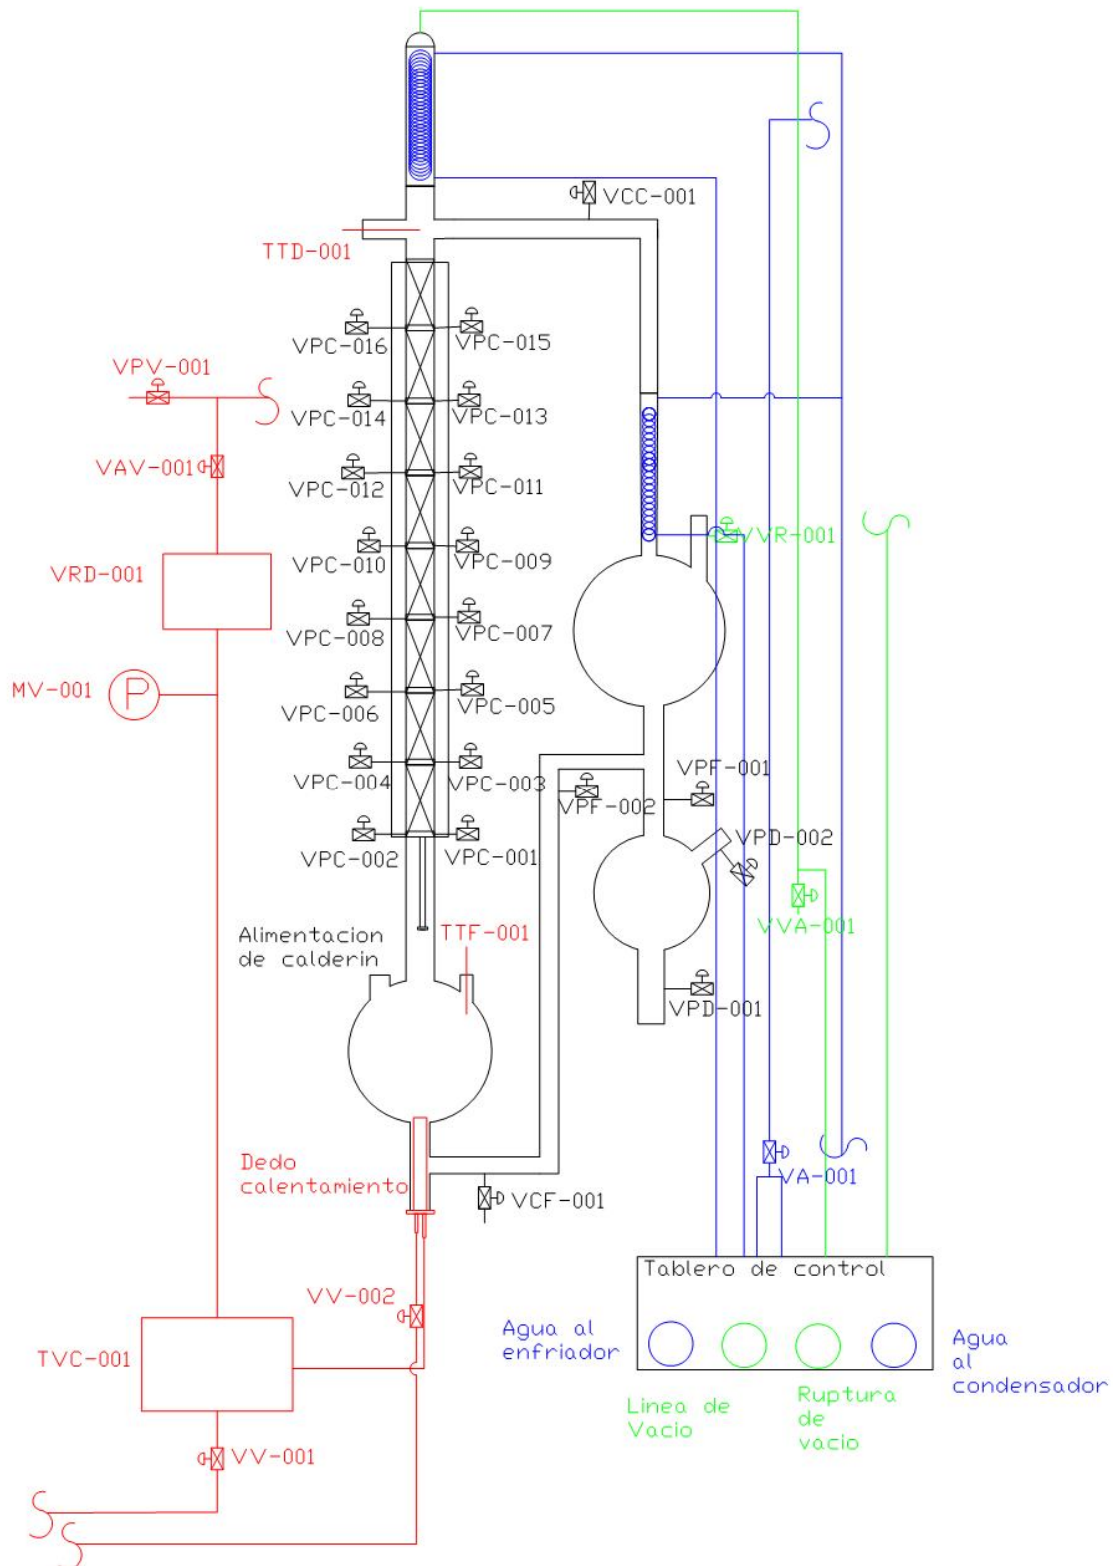 VCC-001
TTD-001
VPC-016
VPC-015
VPV-001
VPC-014
VPC-013
VAV-001
VPC-012
VPC-011
VVR-001
VPC-010
VPC-009
VRD-001
VPC-008
VPC-007
MV-001
P
VPC-006
VPC-005
VPC-004
VPC-003
VPF-001
VPF-002
VPD-002
VPC-002
VPC-001
VVA-001
Alimentacion
de calderin
TTF-001
VPD-001
Dedo
calentamiento
VA-001
VCF-001
Tablero de control
VV-002
Agua al
enfriador
Agua
al
condensador
TVC-001
Linea de
Vacio
Ruptura
de
vacio
VV-001